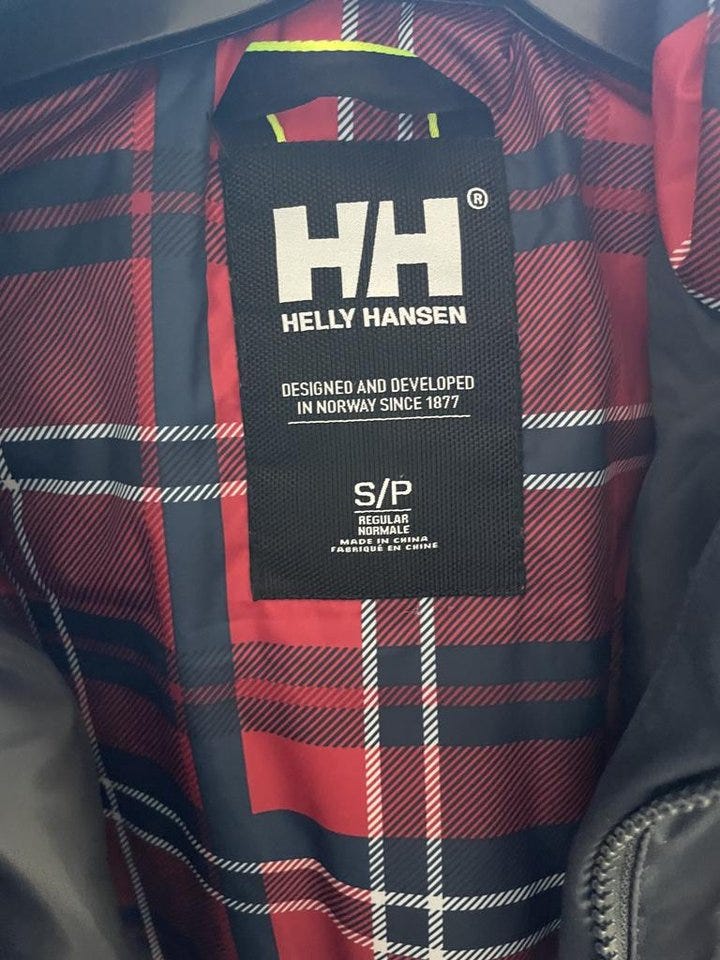 HH®
HELLY HANSEN
DESIGNED AND DEVELOPED
IN NORWAY SINCE 1877
S/P
REGULAR
NORMALE
MADE IN CHINA
FABRIQUÉ EN CHINE